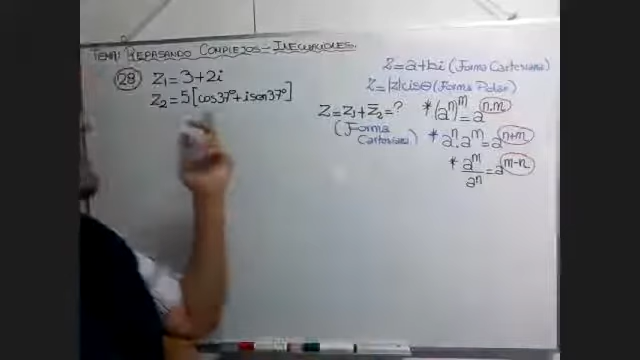 TEMA: REPASANDO COMPLEJOS - INECUACIONES.
28 Z₁ = 3+2i
Z₂ = 5[cos37°+isen37°]
Z = a+bi (Forma Cartesiana)
Z = |z|cisθ (Forma Polar)
Z = Z₁ + Z̅₂ = ?
(Forma Cartesiana)
* (aⁿ)ᵐ = aⁿ·ᵐ
* aⁿ·aᵐ = aⁿ⁺ᵐ
* aᵐ/aⁿ = aᵐ⁻ⁿ